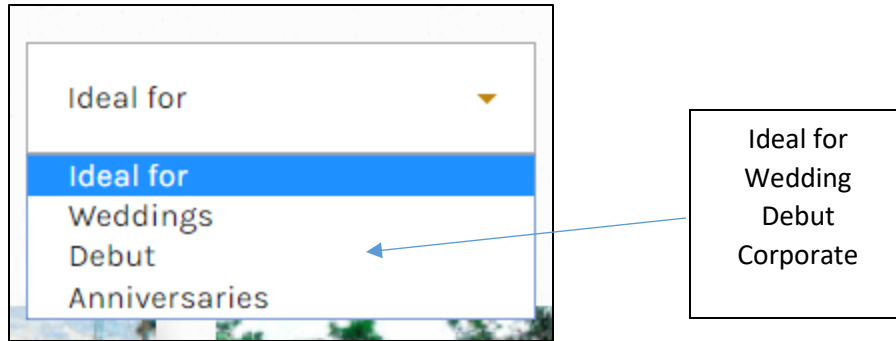 Ideal for
Ideal for
Weddings
Debut
Anniversaries
Ideal for
Wedding
Debut
Corporate